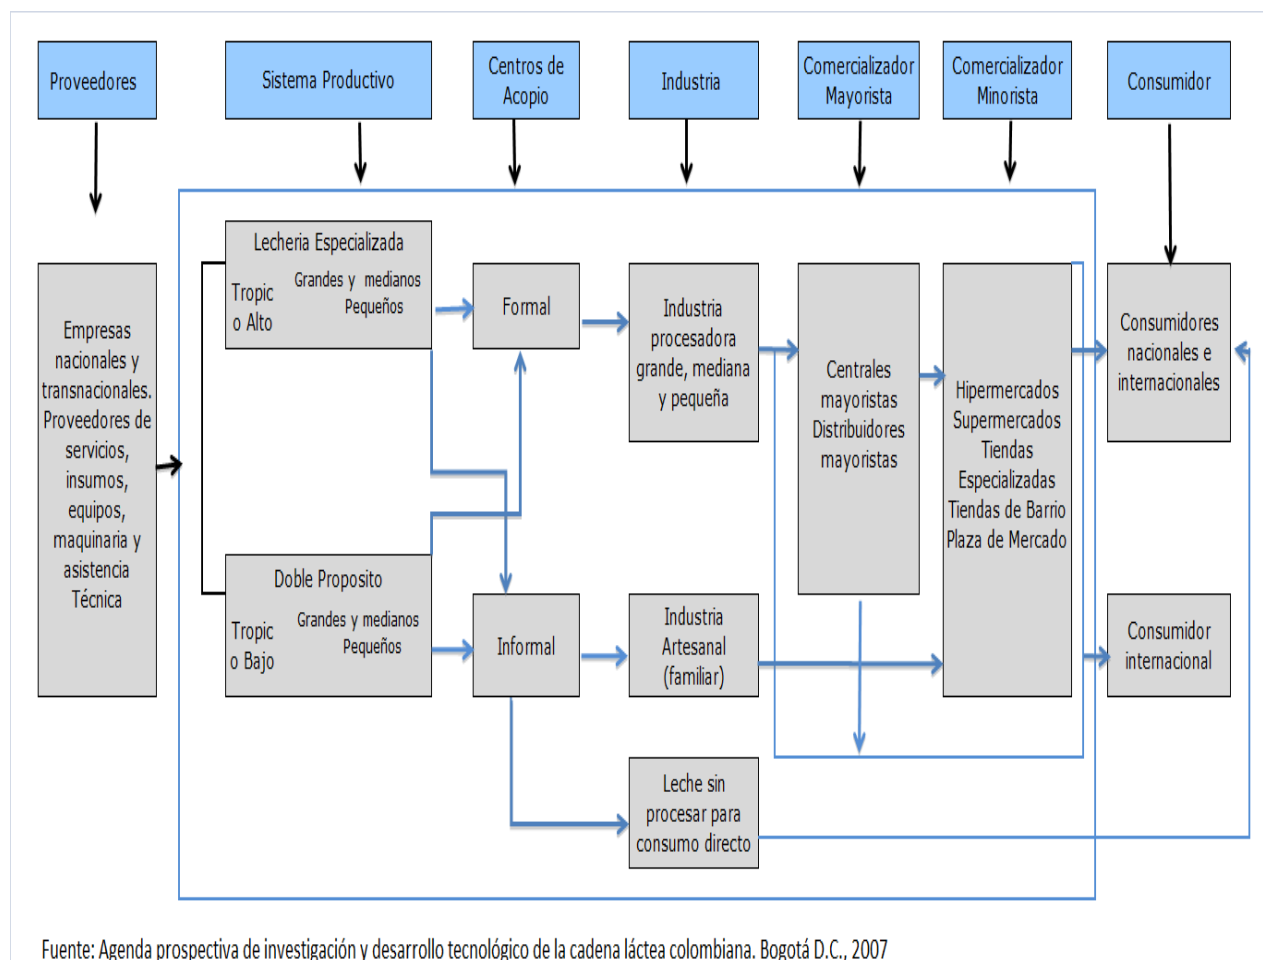 Proveedores
Sistema Productivo
Centros de
Acopio
Industria
Comercializador
Mayorista
Comercializador
Minorista
Consumidor
Empresas
nacionales y
transnacionales.
Proveedores de
servicios,
insumos,
equipos,
maquinaria y
asistencia
Técnica
Lecheria Especializada
Grandes y medianos
Pequeños
Tropic
o Alto
Doble Proposito
Grandes y medianos
Pequeños
Tropic
o Bajo
Formal
Informal
Industria
procesadora
grande, mediana
y pequeña
Industria
Artesanal
(familiar)
Leche sin
procesar para
consumo directo
Centrales
mayoristas
Distribuidores
mayoristas
Hipermercados
Supermercados
Tiendas
Especializadas
Tiendas de Barrio
Plaza de Mercado
Consumidores
nacionales e
internacionales
Consumidor
internacional
Fuente: Agenda prospectiva de investigación y desarrollo tecnológico de la cadena láctea colombiana. Bogotá D.C., 2007